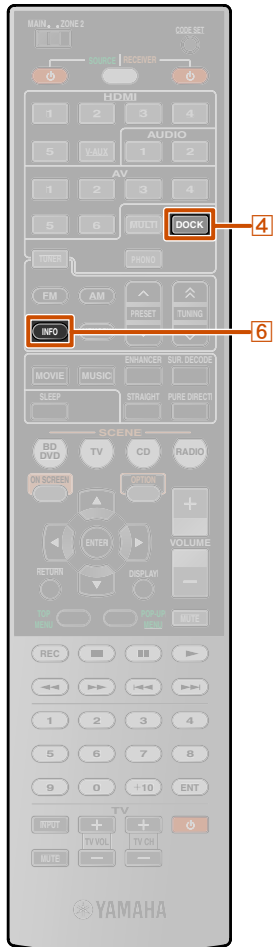 MAIN ZONE 2 CODE SET
SOURCE RECEIVER
HDMI
1 2 3 4
AUDIO
5 V-AUX 1 2
AV
1 2 3 4
5 6 MULTI DOCK 4
TUNER PHONO
FM AM PRESET TUNING
INFO 6
ENHANCER SUR. DECODE
MOVIE MUSIC
SLEEP STRAIGHT PURE DIRECT
SCENE
BD DVD TV CD RADIO
ON SCREEN OPTION
ENTER VOLUME
RETURN DISPLAY
TOP MENU POP-UP MENU MUTE
REC
1 2 3 4
5 6 7 8
9 0 +10 ENT
TV
INPUT TV VOL TV CH
MUTE
YAMAHA